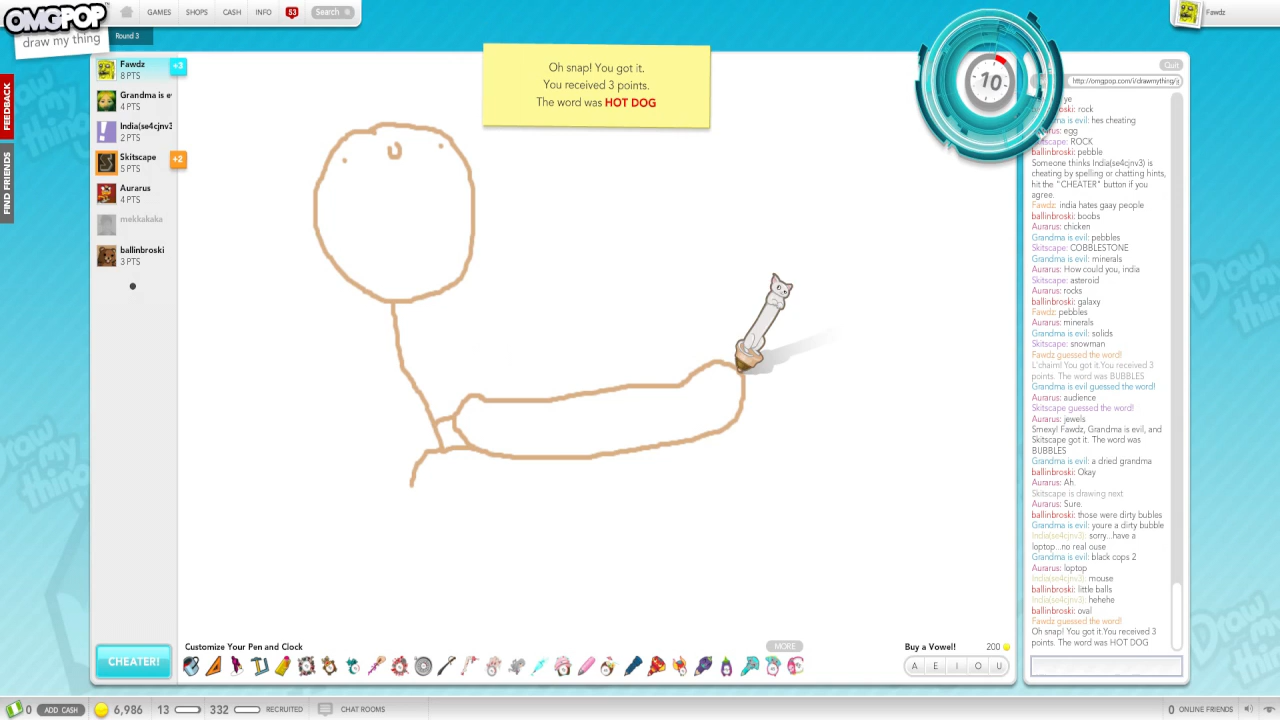 OMGPOP
draw my thing
GAMES
SHOPS
CASH
INFO
53
Search
Fawdz
Round 3
FEEDBACK
FIND FRIENDS
Fawdz
8 PTS
+3
Grandma is e
4 PTS
India(se4cjnv3
2 PTS
Skitscape
5 PTS
+2
Aurarus
4 PTS
mekkakaka
ballinbroski
3 PTS
Oh snap! You got it.
You received 3 points.
The word was HOT DOG
10
Quit
http://omgpop.com/i/drawmything/
ye
ballinbroski: rock
Grandma is evil: hes cheating
Aurarus: egg
Skitscape: ROCK
ballinbroski: pebble
Someone thinks India(se4cjnv3) is
cheating by spelling or chatting hints,
hit the "CHEATER" button if you
agree.
Fawdz: india hates gaay people
ballinbroski: boobs
Aurarus: chicken
Grandma is evil: pebbles
Skitscape: COBBLESTONE
Grandma is evil: minerals
Aurarus: How could you, india
Skitscape: asteroid
Aurarus: rocks
ballinbroski: galaxy
Fawdz: pebbles
Aurarus: minerals
Grandma is evil: solids
Skitscape: snowman
Fawdz guessed the word!
L'chaim! You got it.You received 3
points. The word was BUBBLES
Grandma is evil guessed the word!
Aurarus: audience
Skitscape guessed the word!
Aurarus: jewels
Smexy! Fawdz, Grandma is evil, and
Skitscape got it. The word was
BUBBLES
Grandma is evil: a dried grandma
ballinbroski: Okay
Aurarus: Ah.
Skitscape is drawing next
Aurarus: Sure.
ballinbroski: those were dirty bubles
Grandma is evil: youre a dirty bubble
India(se4cjnv3): sorry...have a
loptop...no real ouse
Grandma is evil: black cops 2
Aurarus: loptop
India(se4cjnv3): mouse
ballinbroski: little balls
India(se4cjnv3): hehehe
ballinbroski: oval
Fawdz guessed the word!
Oh snap! You got it.You received 3
points. The word was HOT DOG
CHEATER!
Customize Your Pen and Clock
MORE
Buy a Vowel!
200
A E I O U
0
ADD CASH
6,986
13
332
RECRUITED
CHAT ROOMS
0 ONLINE FRIENDS